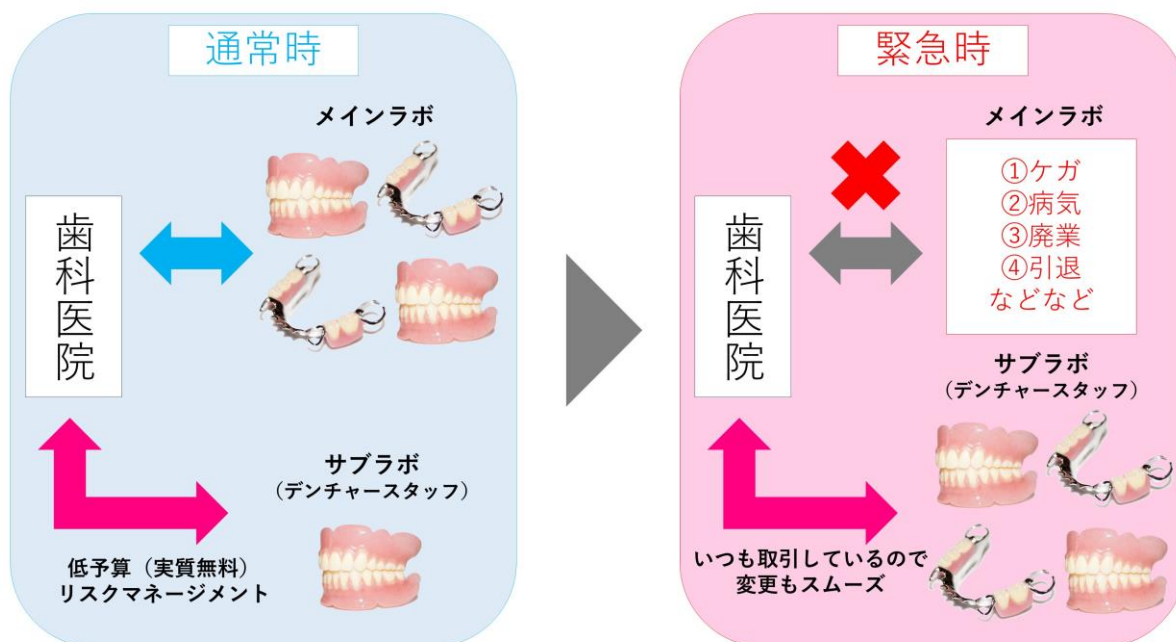 通常時
メインラボ
歯科医院
サブラボ
（デンチャースタッフ）
低予算（実質無料）
リスクマネージメント
緊急時
メインラボ
①ケガ
②病気
③廃業
④引退
などなど
歯科医院
サブラボ
（デンチャースタッフ）
いつも取引しているので
変更もスムーズ